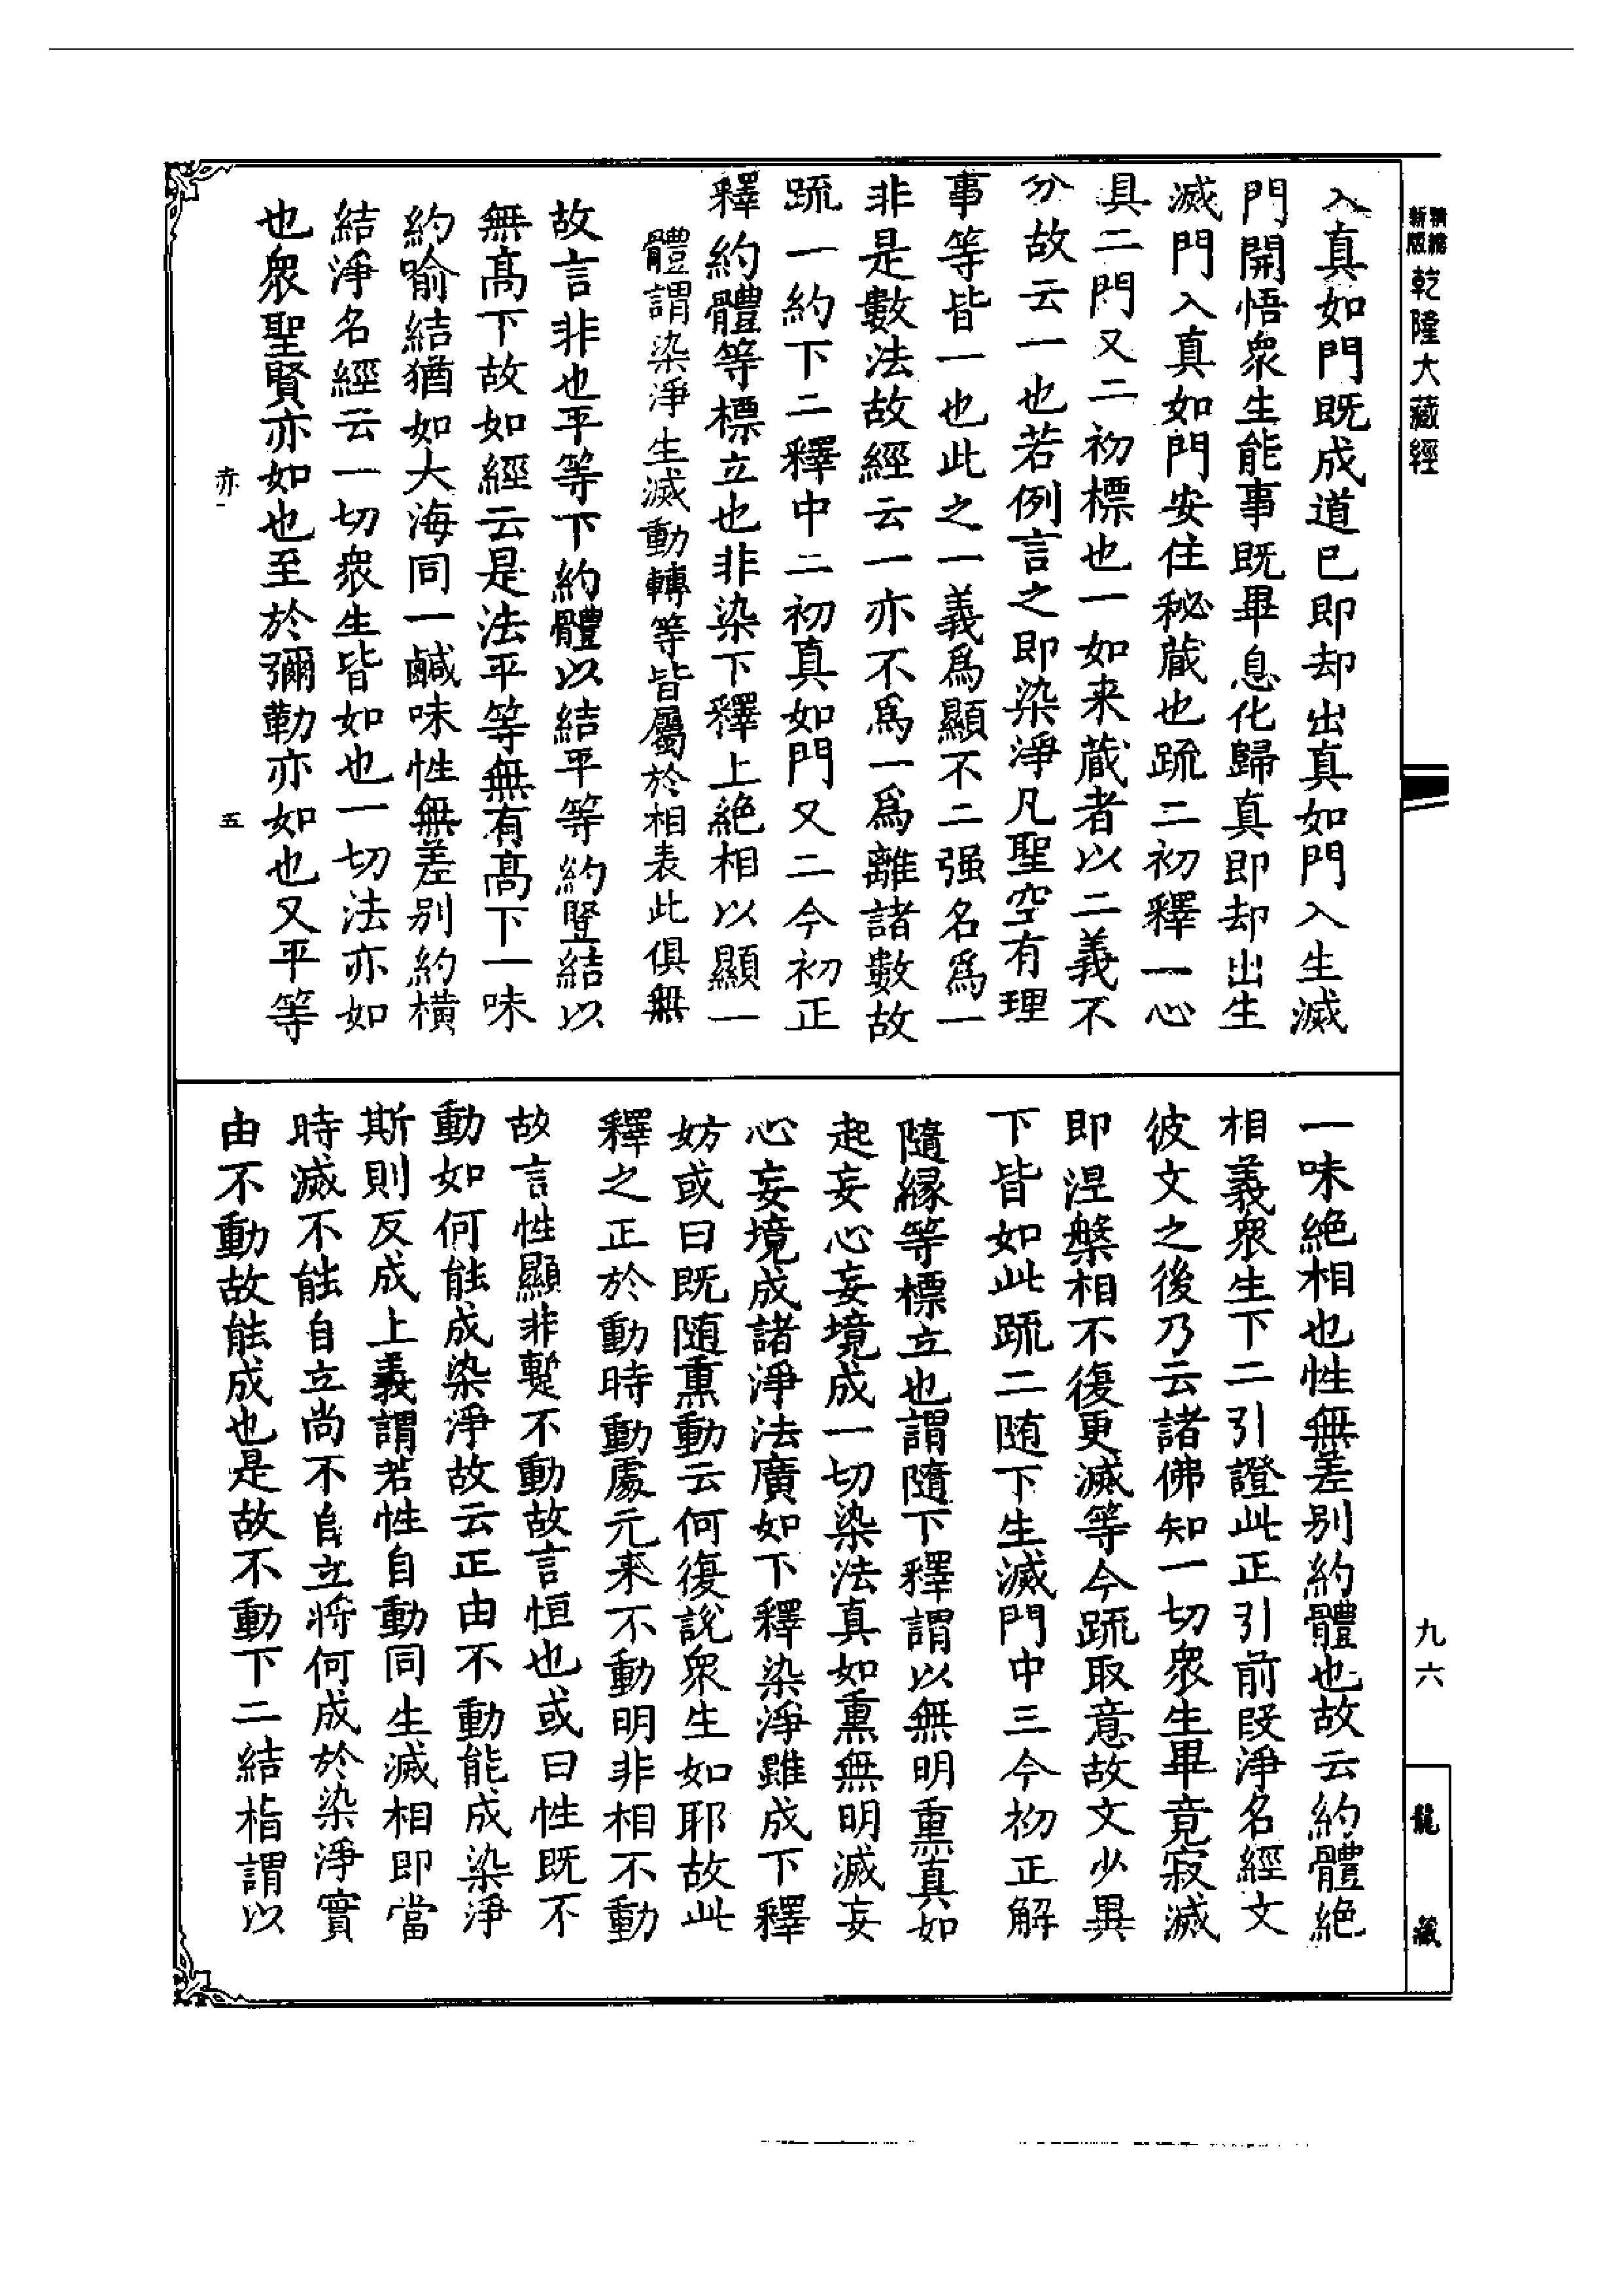 新版精縮乾隆大藏經
入真如門既成道已即却出真如門入生滅
門開悟衆生能事既畢息化歸真即却出生
滅門入真如門安住秘蔵也䟽二初釋一心
具二門又二初標也一如来蔵者以二義不
分故云一也若例言之即染淨凡聖空有理
事等皆一也此之一義爲顯不二强名爲一
非是數法故經云一亦不爲一爲離諸數故
䟽一約下二釋中二初真如門又二今初正
釋約體等標立也非染下釋上絶相以顯一
體謂染淨生滅動轉等皆屬於相表此俱無
故言非也平等下約體以結平等約竪結以
無髙下故如經云是法平等無有髙下一味
約喻結猶如大海同一鹹味性無差别約横
結淨名經云一切衆生皆如也一切法亦如
也衆聖賢亦如也至於彌勒亦如也又平等
赤一
五
一味絶相也性無差别約體也故云約體絶
相義衆生下二引證此正引前段淨名經文
彼文之後乃云諸佛知一切衆生畢竟寂滅
即涅槃相不復更滅等今䟽取意故文少異
下皆如此䟽二随下生滅門中三今初正解
隨緣等標立也謂隨下釋謂以無明熏真如
起妄心妄境成一切染法真如熏無明滅妄
心妄境成諸淨法廣如下釋染淨雖成下釋
妨或曰既随熏動云何復説衆生如耶故此
釋之正於動時動處元来不動明非相不動
故言性顯非蹔不動故言恒也或曰性既不
動如何能成染淨故云正由不動能成染淨
斯則反成上義謂若性自動同生滅相即當
時滅不能自立尚不自立将何成於染淨實
由不動故能成也是故不動下二結栺謂以
九六
龍藏